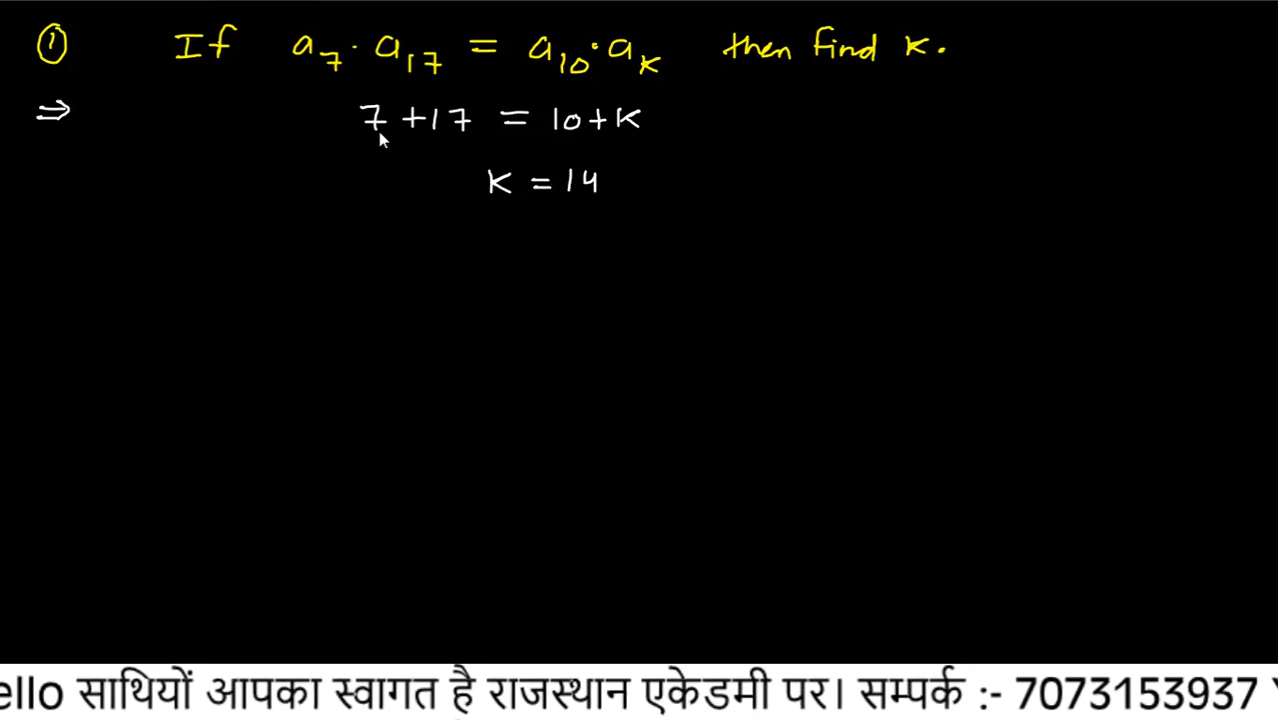 ① If a₇ · a₁₇ = a₁₀ · aₖ then find k.
⇒ 7 + 17 = 10 + k
k = 14
ello साथियों आपका स्वागत है राजस्थान एकेडमी पर। सम्पर्क :- 7073153937